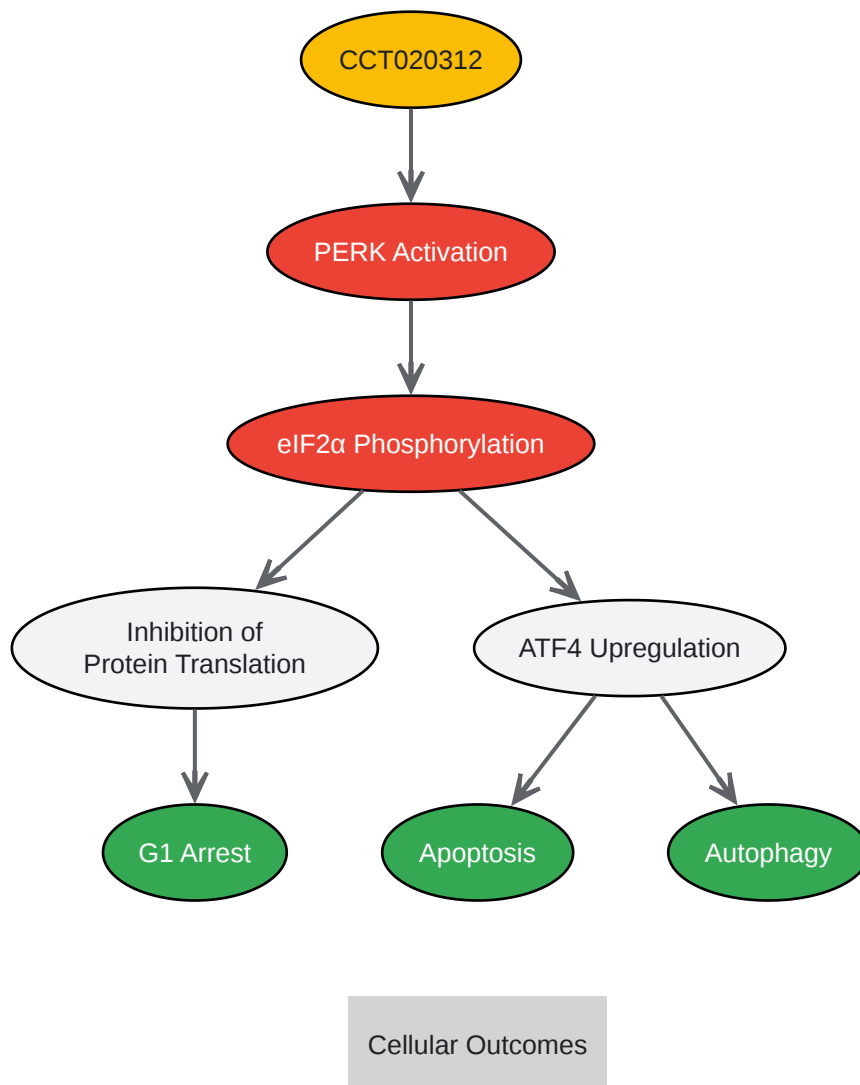 CCT020312
PERK Activation
eIF2α Phosphorylation
Inhibition of
Protein Translation
ATF4 Upregulation
G1 Arrest
Apoptosis
Autophagy
Cellular Outcomes